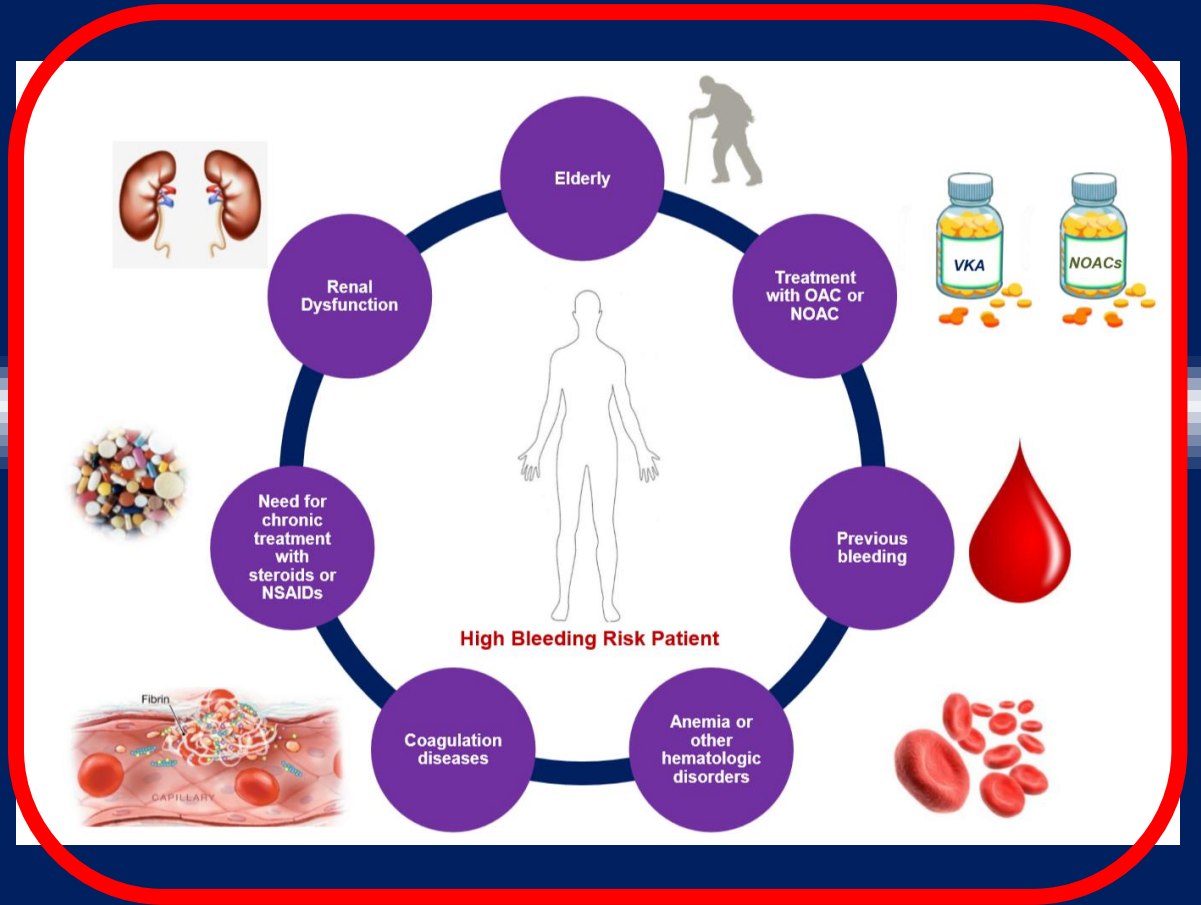 Elderly
Treatment
with OAC or
NOAC
VKA
NOACs
Previous
bleeding
Anemia or
other
hematologic
disorders
Coagulation
diseases
Need for
chronic
treatment
with
steroids or
NSAIDs
Renal
Dysfunction
High Bleeding Risk Patient
Fibrin
CAPILLARY